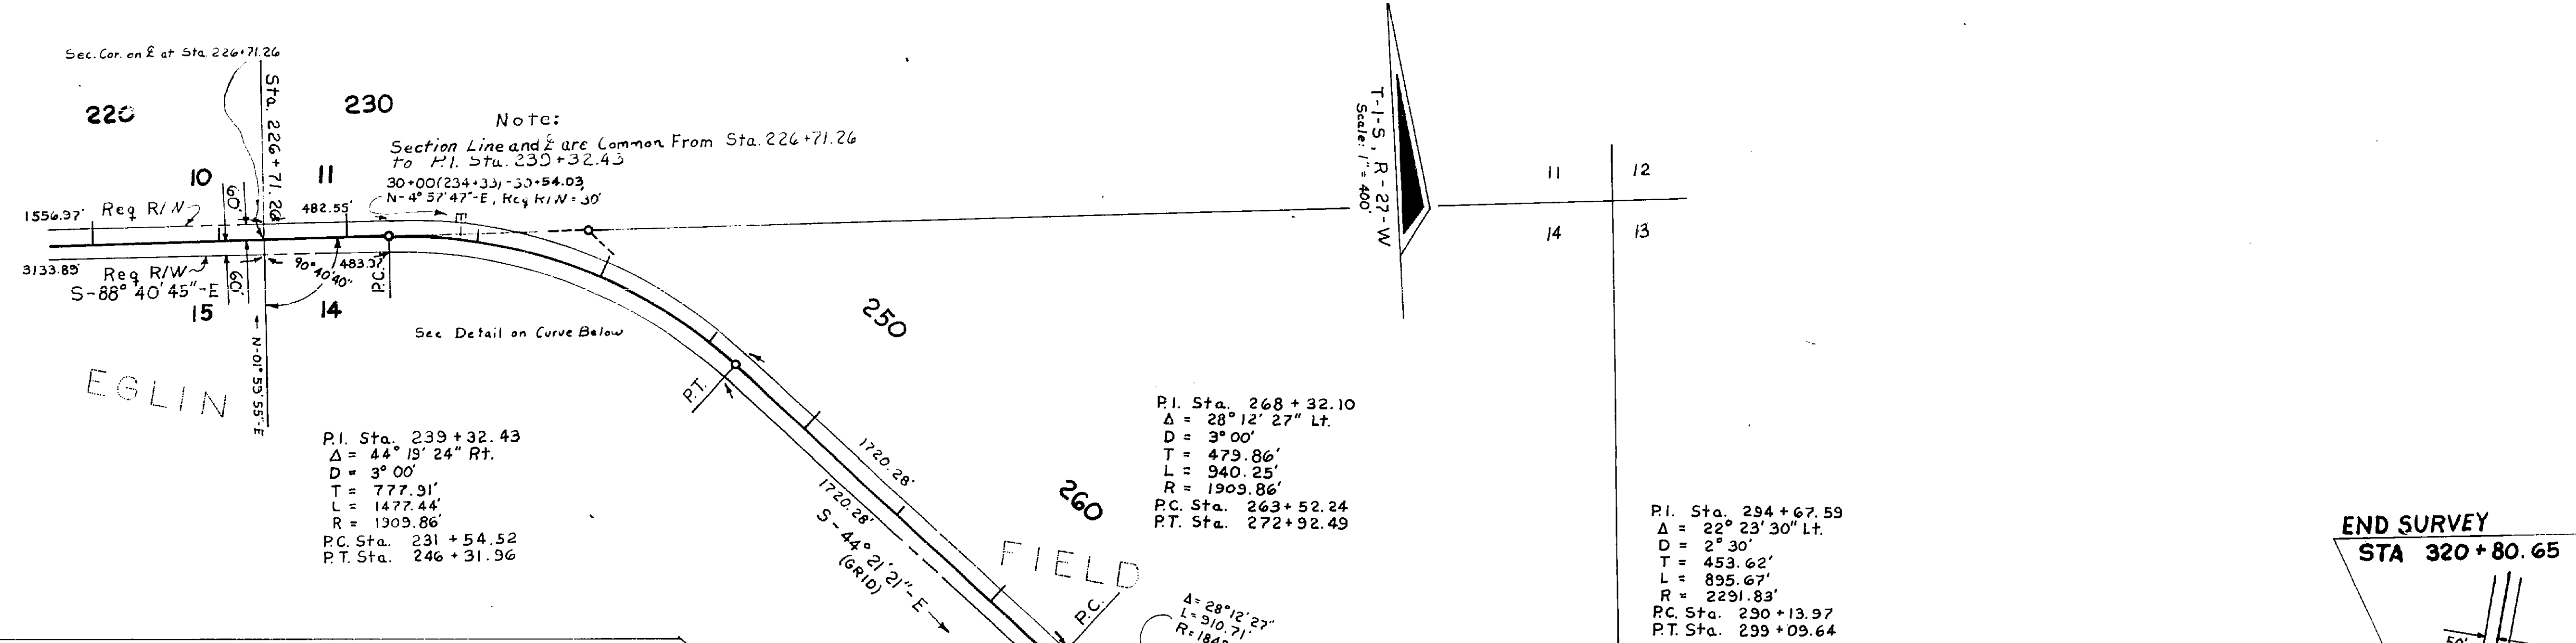 Sec. Cor. on ℄ at Sta. 226+71.26
220
Sta. 226+71.26
230
Note:
Section Line and ℄ are Common From Sta. 226+71.26
to P.I. Sta. 239+32.43
30+00(234+33)-30+54.03,
N-4° 57' 47"-E, Req R/W = 30'
10
11
60'
482.55'
1556.97'
Req R/W
3133.89'
Req R/W
60'
90° 40' 40"
483.37'
P.C.
S-88° 40' 45"-E
15
14
See Detail on Curve Below
N-01° 55' 55"-E
EGLIN
P.I. Sta. 239+32.43
Δ = 44° 19' 24" Rt.
D = 3° 00'
T = 777.91'
L = 1477.44'
R = 1909.86'
P.C. Sta. 231+54.52
P.T. Sta. 246+31.96
P.T.
250
1720.28'
1720.28'
S-44° 21' 21"-E
(GRID)
260
FIELD
P.C.
T-1-S, R-27-W
Scale: 1" = 400'
11
12
14
13
P.I. Sta. 268+32.10
Δ = 28° 12' 27" Lt.
D = 3° 00'
T = 479.86'
L = 940.25'
R = 1909.86'
P.C. Sta. 263+52.24
P.T. Sta. 272+92.49
Δ = 28° 12' 27"
L = 910.71'
P.I. Sta. 294+67.59
Δ = 22° 23' 30" Lt.
D = 2° 30'
T = 453.62'
L = 895.67'
R = 2291.83'
P.C. Sta. 290+13.97
P.T. Sta. 299+09.64
END SURVEY
STA 320+80.65